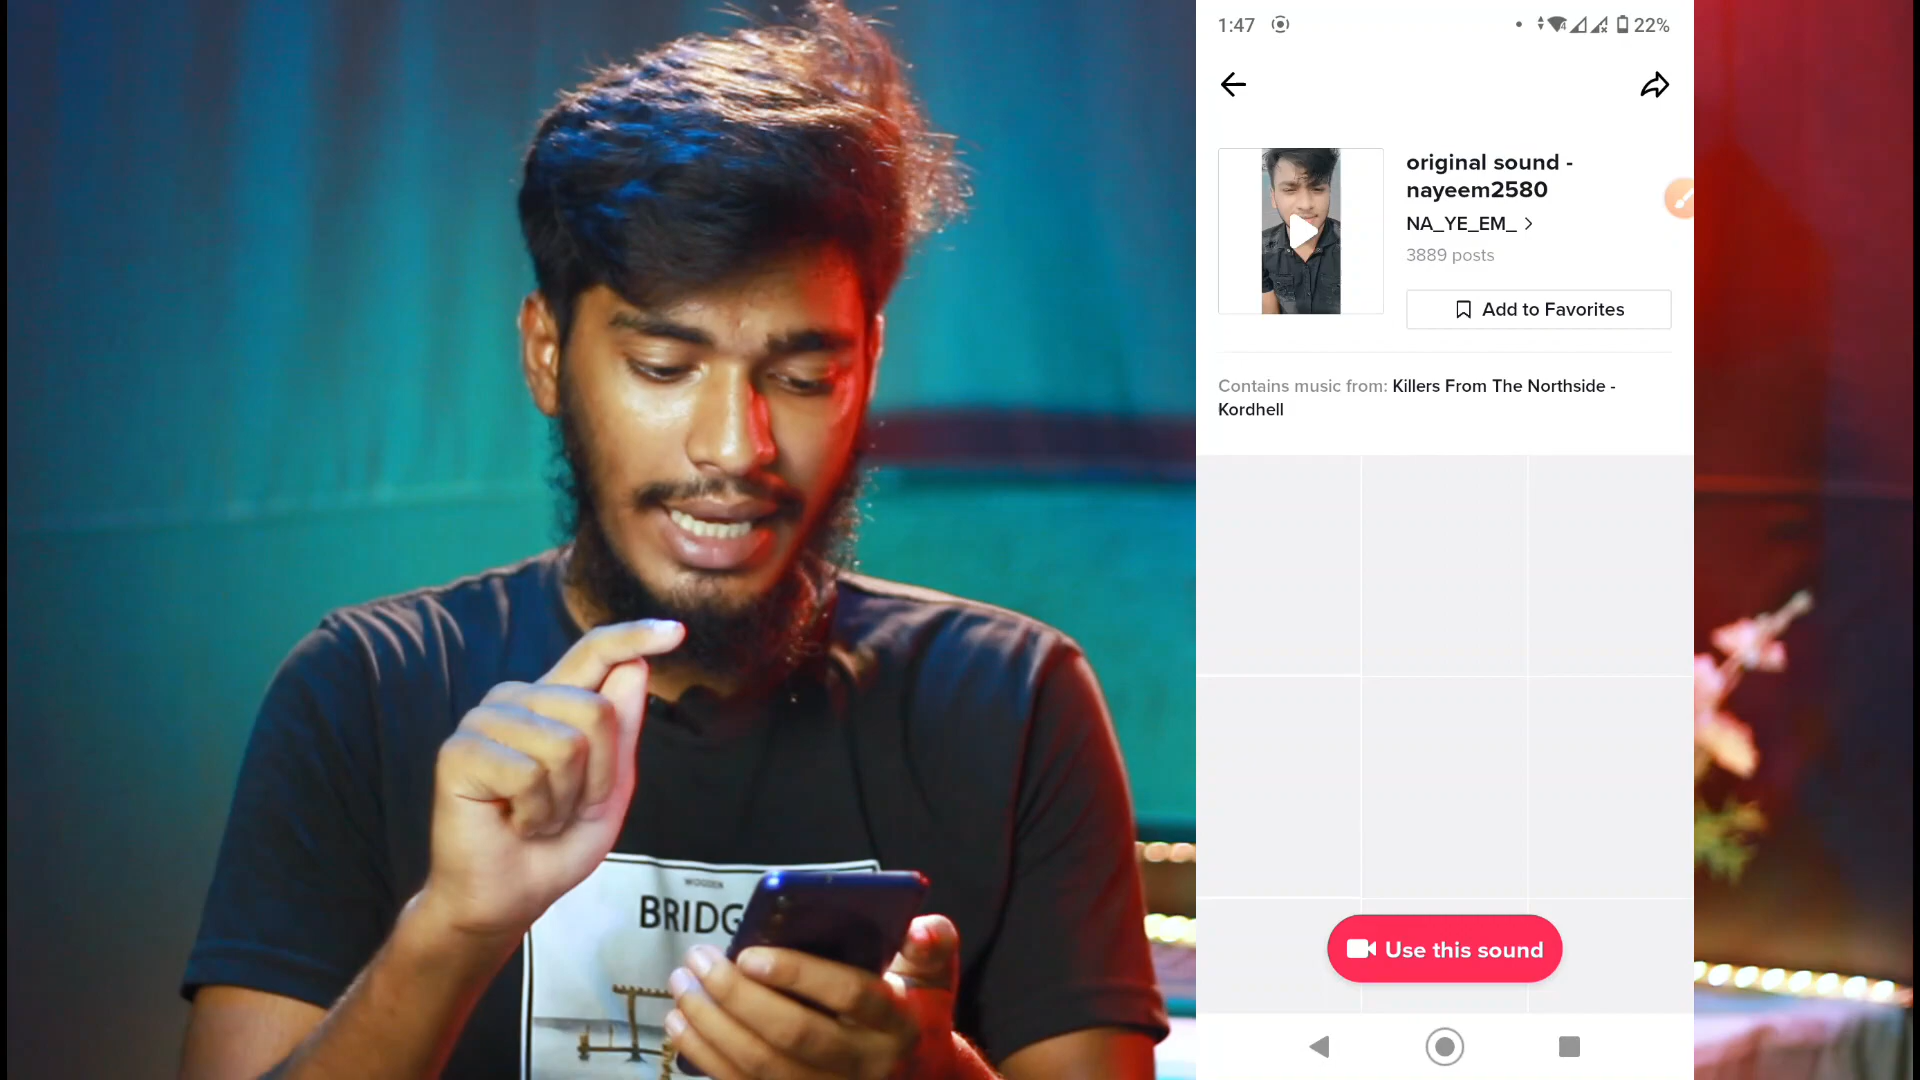 1:47
22%
original sound -
nayeem2580
NA_YE_EM_
3889 posts
Add to Favorites
Contains music from: Killers From The Northside -
Kordhell
Use this sound
WOODEN
BRIDG